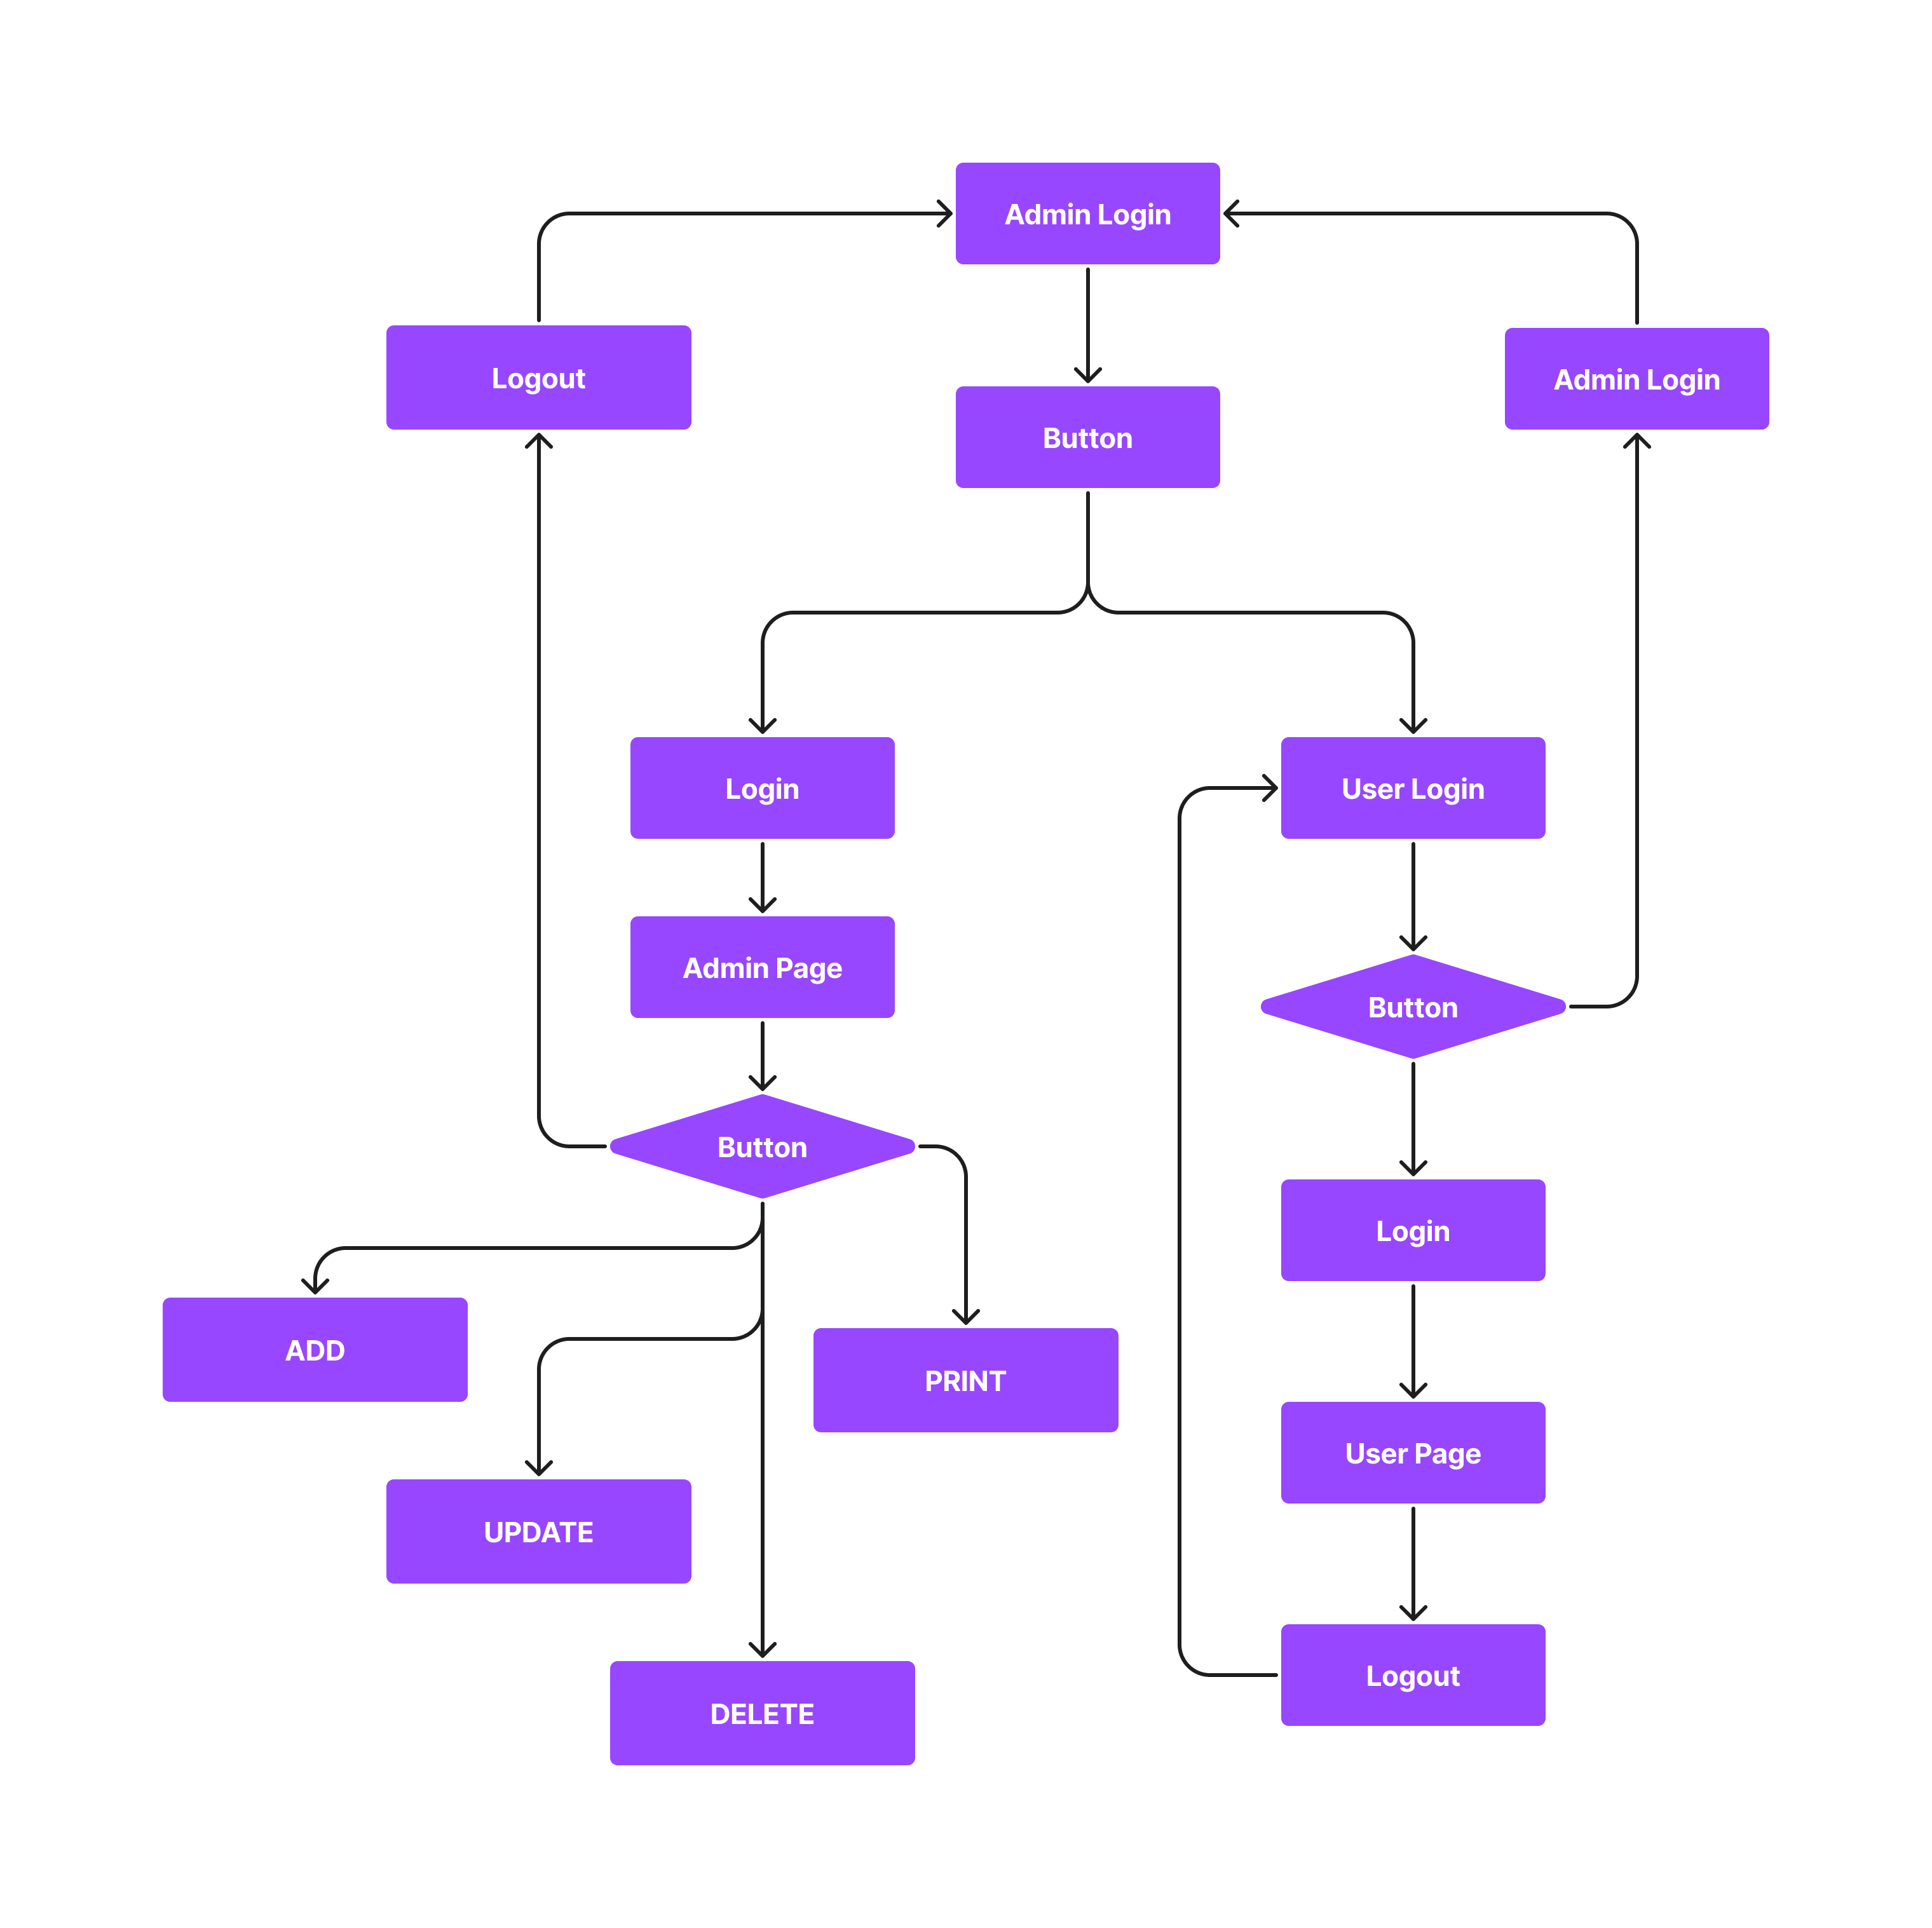 Admin Login
Logout
Admin Login
Button
Login
User Login
Admin Page
Button
Button
Login
ADD
PRINT
User Page
UPDATE
Logout
DELETE